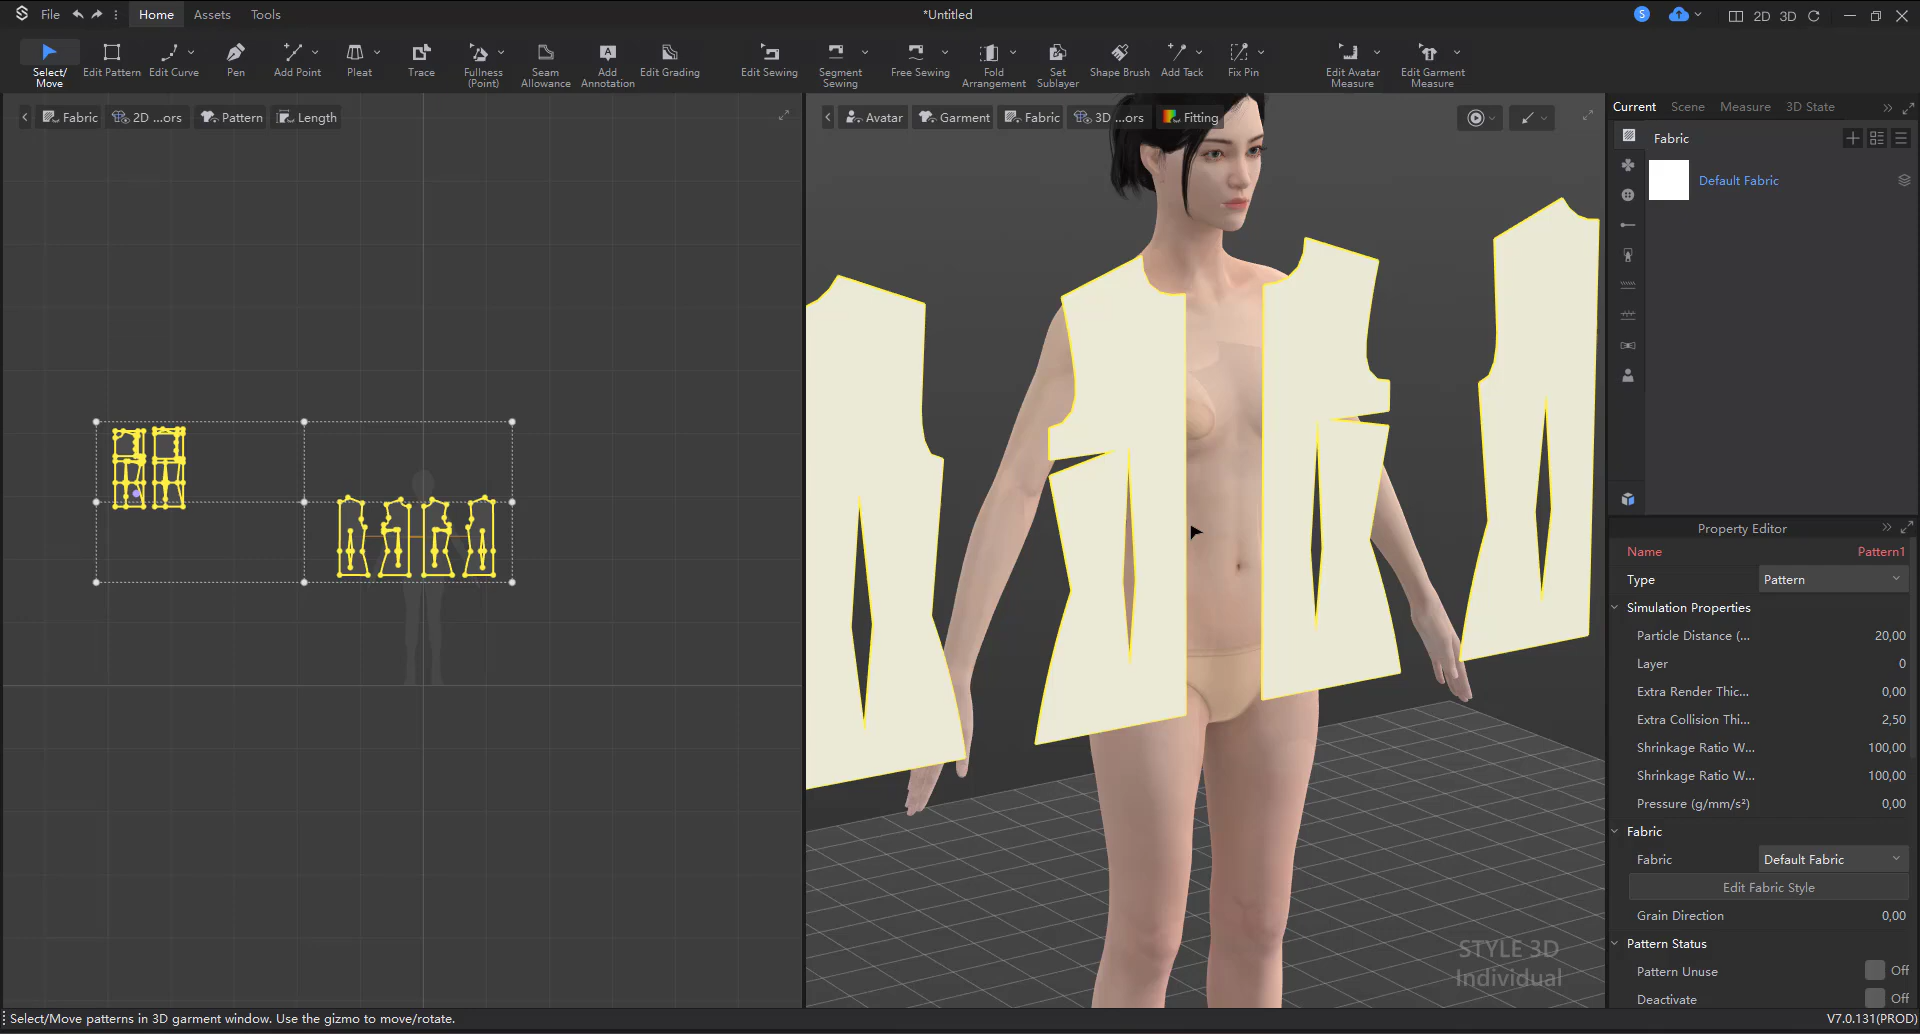 File
Home
Assets
Tools
*Untitled
S
2D
3D
Select/
Move
Edit Pattern
Edit Curve
Pen
Add Point
Pleat
Trace
Fullness
(Point)
Seam
Allowance
Add
Annotation
Edit Grading
Edit Sewing
Segment
Sewing
Free Sewing
Fold
Arrangement
Set
Sublayer
Shape Brush
Add Tack
Fix Pin
Edit Avatar
Measure
Edit Garment
Measure
Fabric
2D ...ors
Pattern
Length
Avatar
Garment
Fabric
3D ...ors
Fitting
Current
Scene
Measure
3D State
Fabric
Default Fabric
Property Editor
Name
Pattern1
Type
Pattern
Simulation Properties
Particle Distance (...
20,00
Layer
0
Extra Render Thic...
0,00
Extra Collision Thi...
2,50
Shrinkage Ratio W...
100,00
Shrinkage Ratio W...
100,00
Pressure (g/mm/s²)
0,00
Fabric
Fabric
Default Fabric
Edit Fabric Style
Grain Direction
0,00
Pattern Status
Pattern Unuse
Off
Deactivate
Off
STYLE 3D
Individual
Select/Move patterns in 3D garment window. Use the gizmo to move/rotate.
V7.0.131(PROD)